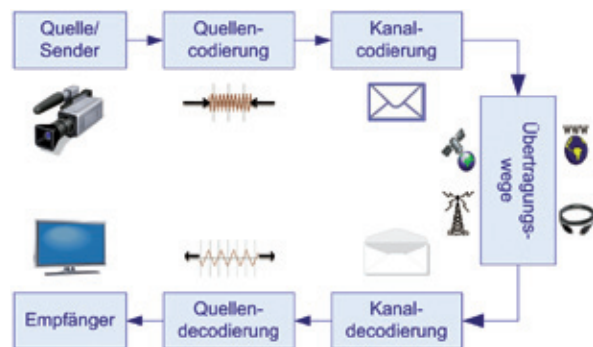 Quelle/
Sender
Quellen-
codierung
Kanal-
codierung
Übertragungs-
wege
WWW
Kanal-
decodierung
Quellen-
decodierung
Empfänger